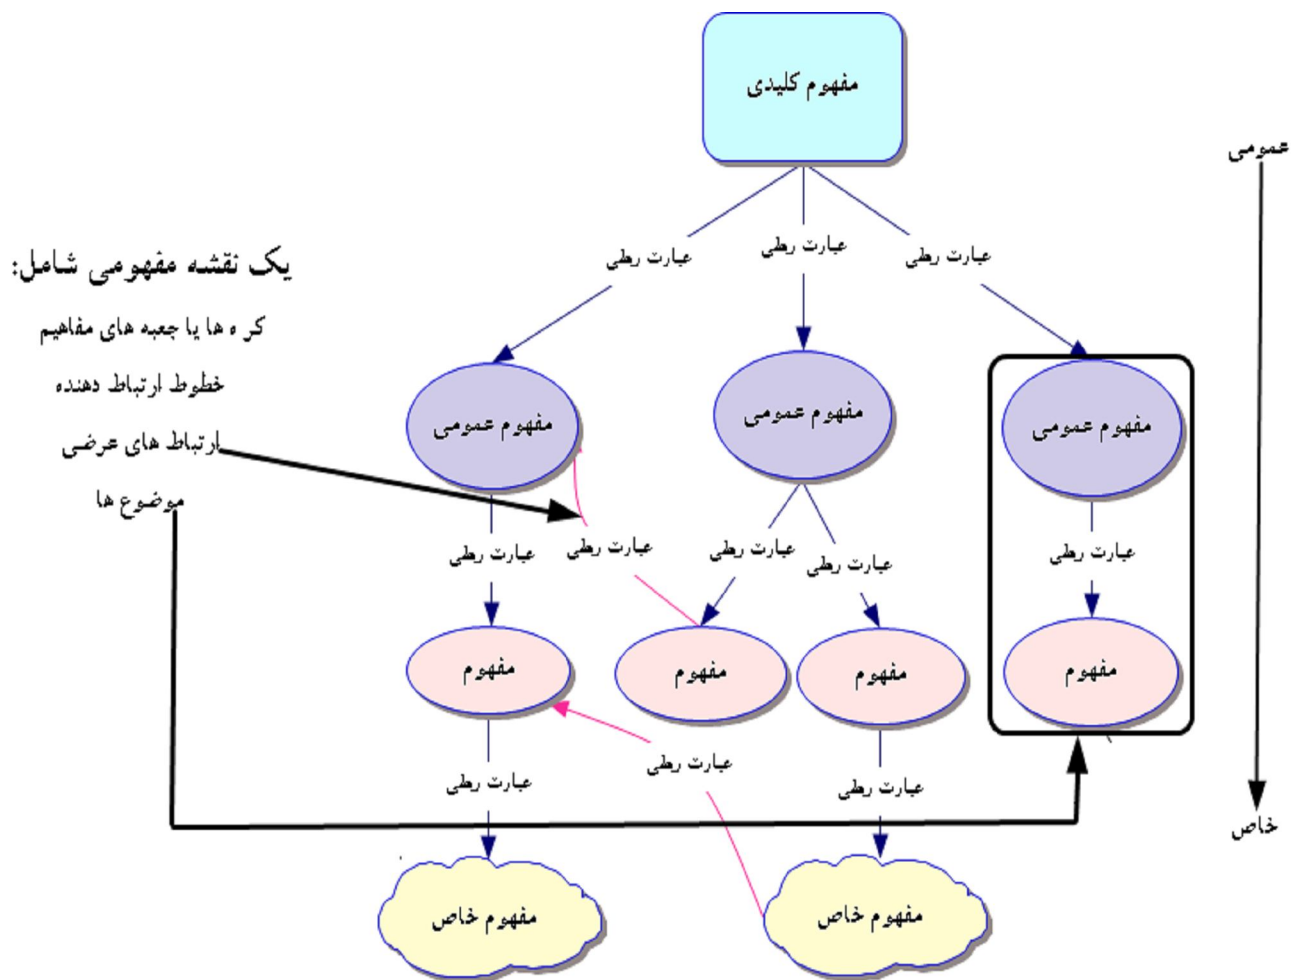 مفهوم کلیدی
عمومی
عبارت ربطی
عبارت ربطی
عبارت ربطی
یک نقشه مفهومی شامل:
کره ها یا جعبه های مفاهیم
خطوط ارتباط دهنده
ارتباط های عرضی
موضوع ها
مفهوم عمومی
مفهوم عمومی
مفهوم عمومی
عبارت ربطی
عبارت ربطی
عبارت ربطی
عبارت ربطی
عبارت ربطی
مفهوم
مفهوم
مفهوم
مفهوم
عبارت ربطی
عبارت ربطی
عبارت ربطی
خاص
مفهوم خاص
مفهوم خاص